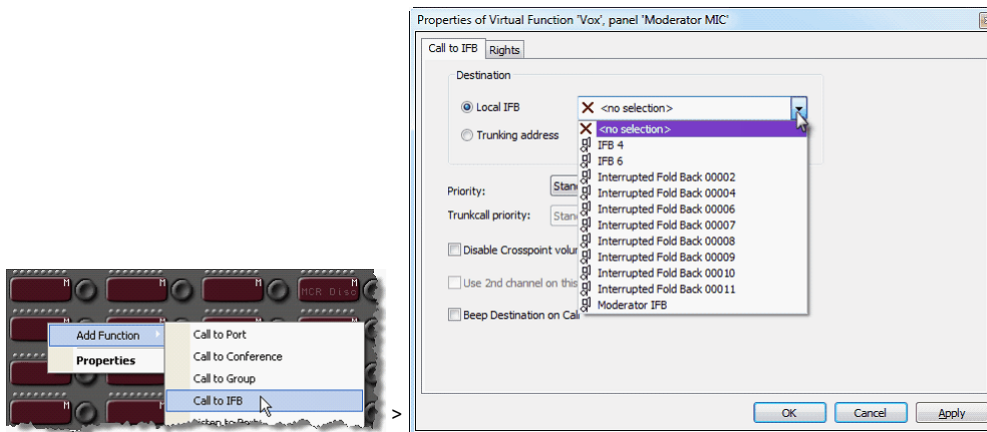 M M M M
MCR Disc
Add Function
Properties
Call to Port
Call to Conference
Call to Group
Call to IFB
M M
>
Properties of Virtual Function 'Vox', panel 'Moderator MIC'
Call to IFB Rights
Destination
Local IFB
<no selection>
Trunking address
<no selection>
IFB 4
IFB 6
Interrupted Fold Back 00002
Interrupted Fold Back 00004
Interrupted Fold Back 00006
Interrupted Fold Back 00007
Interrupted Fold Back 00008
Interrupted Fold Back 00009
Interrupted Fold Back 00010
Interrupted Fold Back 00011
Moderator IFB
Priority: Stan
Trunkcall priority: Stan
Disable Crosspoint volu
Use 2nd channel on this
Beep Destination on Call
OK Cancel Apply